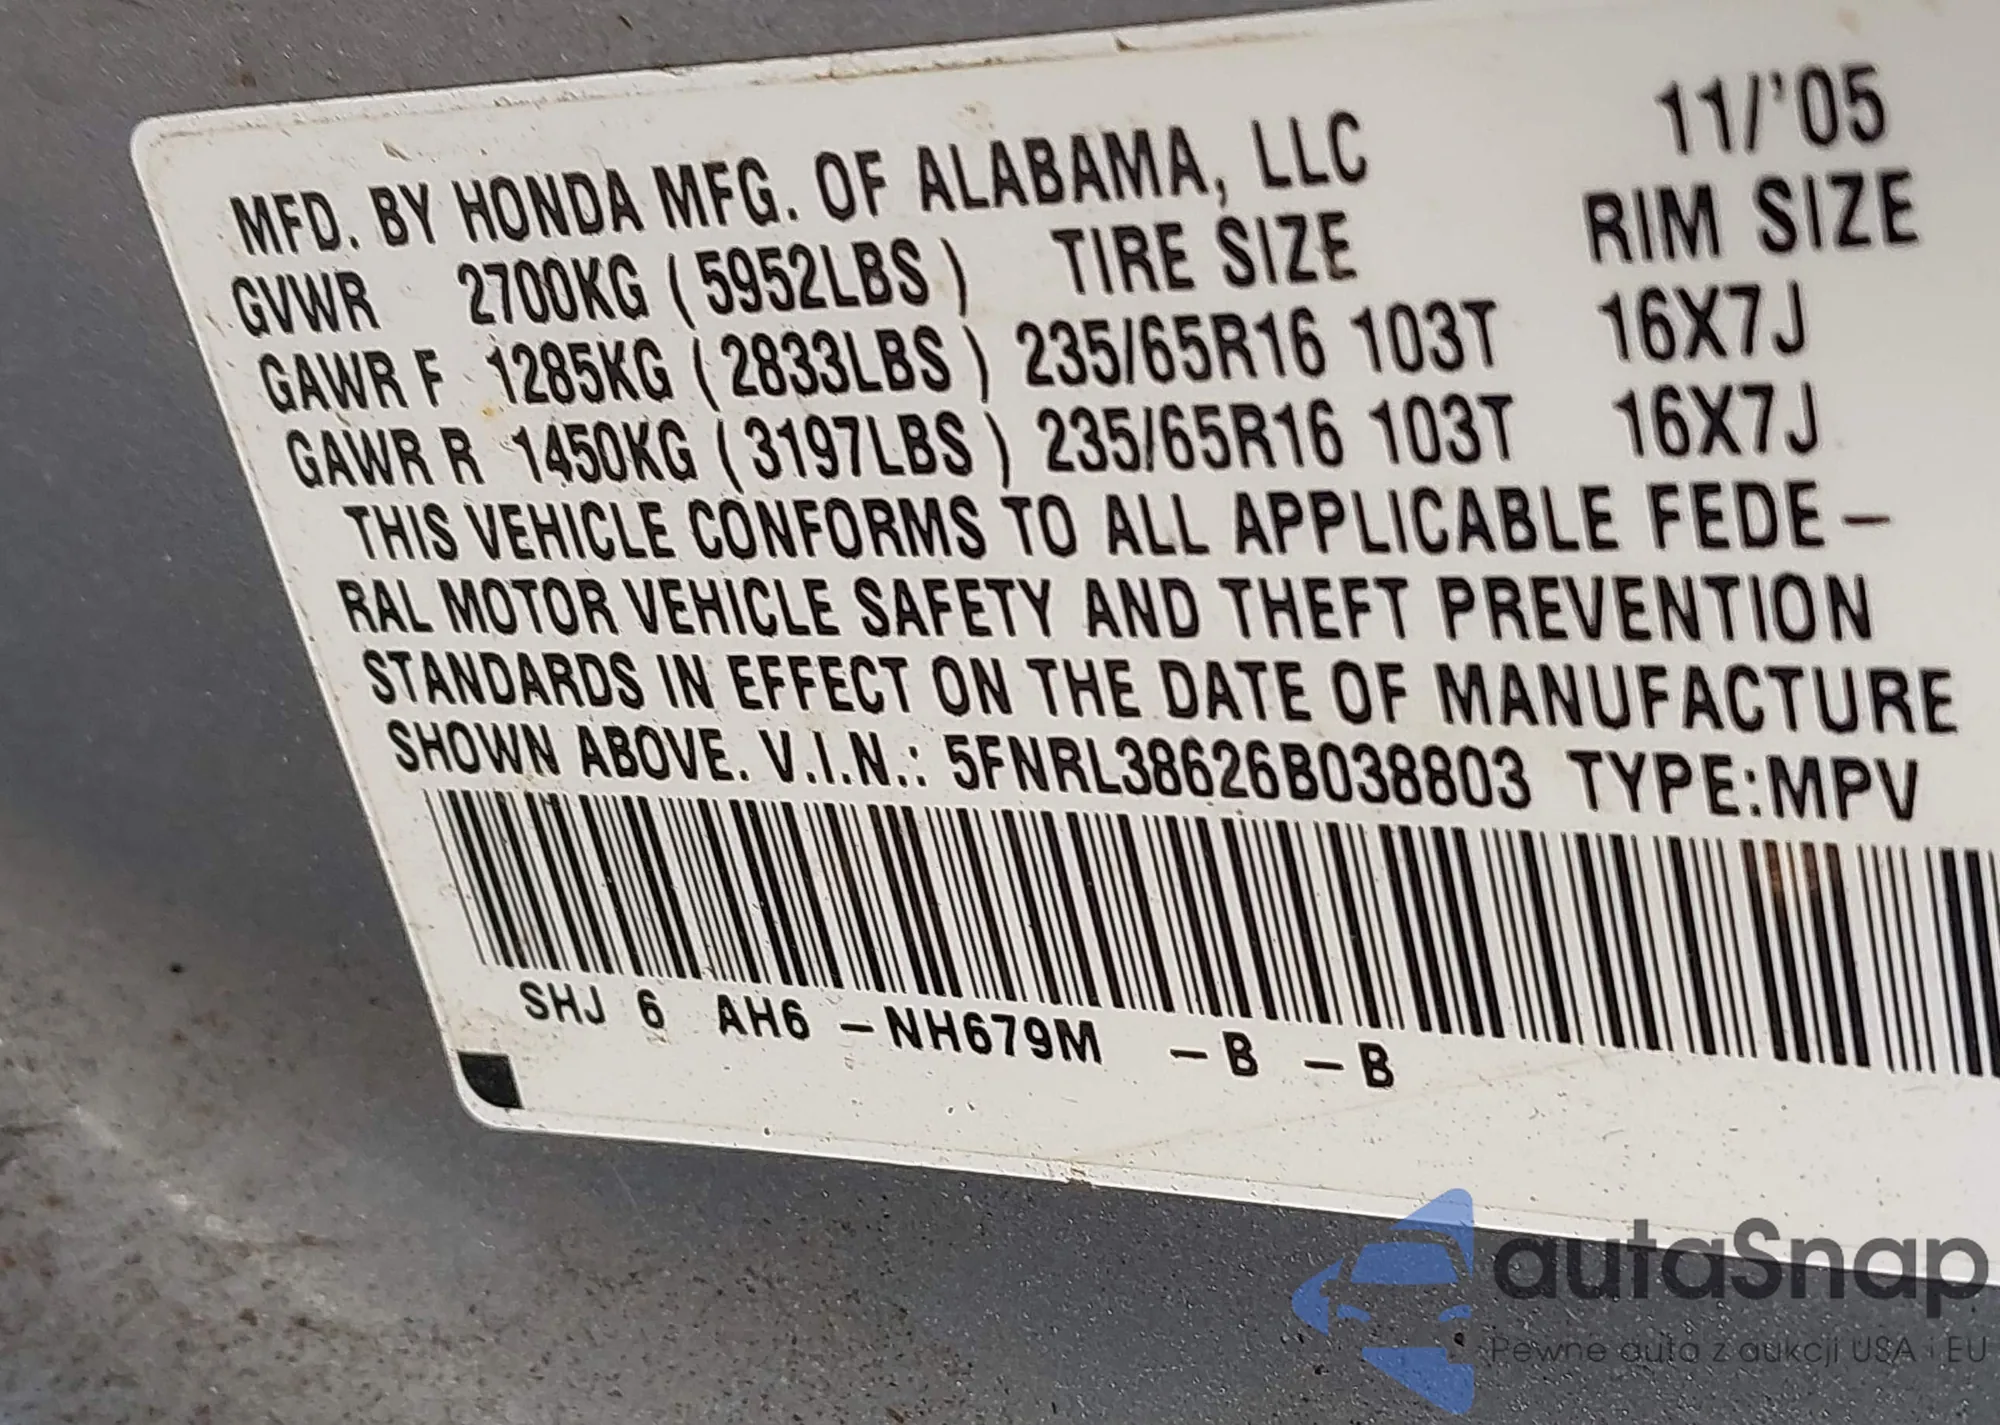 MFD. BY HONDA MFG. OF ALABAMA, LLC 11/'05
GVWR 2700KG ( 5952LBS ) TIRE SIZE RIM SIZE
GAWR F 1285KG ( 2833LBS ) 235/65R16 103T 16X7J
GAWR R 1450KG ( 3197LBS ) 235/65R16 103T 16X7J
THIS VEHICLE CONFORMS TO ALL APPLICABLE FEDE–
RAL MOTOR VEHICLE SAFETY AND THEFT PREVENTION
STANDARDS IN EFFECT ON THE DATE OF MANUFACTURE
SHOWN ABOVE. V.I.N.: 5FNRL38626B038803 TYPE:MPV
SHJ 6 AH6 –NH679M –B –B
autaSnap
Pewne auta z aukcji USA i EU